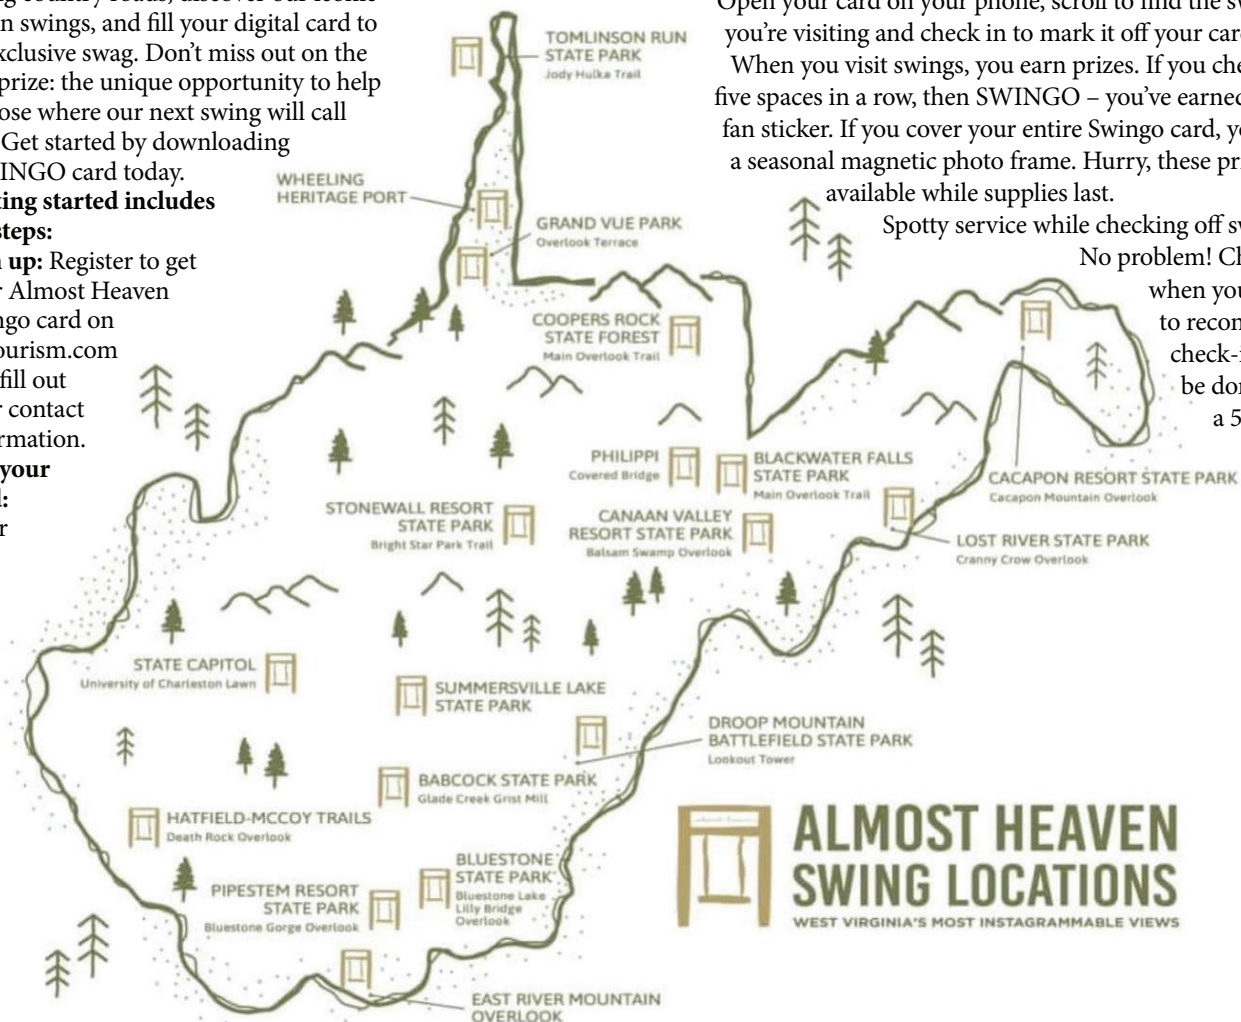 g country roads, discover our iconic
n swings, and fill your digital card to
xclusive swag. Don’t miss out on the
prize: the unique opportunity to help
ose where our next swing will call
Get started by downloading
INGO card today.
ting started includes
steps:
up: Register to get
r Almost Heaven
ngo card on
ourism.com
fill out
r contact
rmation.
your
l:
r
Open your card on your phone, scroll to find the sw
you’re visiting and check in to mark it off your card
When you visit swings, you earn prizes. If you che
five spaces in a row, then SWINGO – you’ve earned
fan sticker. If you cover your entire Swingo card, yo
a seasonal magnetic photo frame. Hurry, these pri
available while supplies last.
Spotty service while checking off sw
No problem! Ch
when you
to recon
check-i
be don
a 5
TOMLINSON RUN
STATE PARK
Jody Hulka Trail
WHEELING
HERITAGE PORT
GRAND VUE PARK
Overlook Terrace
COOPERS ROCK
STATE FOREST
Main Overlook Trail
PHILIPPI
Covered Bridge
BLACKWATER FALLS
STATE PARK
Main Overlook Trail
CACAPON RESORT STATE PARK
Cacapon Mountain Overlook
STONEWALL RESORT
STATE PARK
Bright Star Park Trail
CANAAN VALLEY
RESORT STATE PARK
Balsam Swamp Overlook
LOST RIVER STATE PARK
Cranny Crow Overlook
STATE CAPITOL
University of Charleston Lawn
SUMMERSVILLE LAKE
STATE PARK
DROOP MOUNTAIN
BATTLEFIELD STATE PARK
Lookout Tower
BABCOCK STATE PARK
Glade Creek Grist Mill
HATFIELD-MCCOY TRAILS
Death Rock Overlook
BLUESTONE
STATE PARK
Bluestone Lake
Lilly Bridge
Overlook
PIPESTEM RESORT
STATE PARK
Bluestone Gorge Overlook
EAST RIVER MOUNTAIN
OVERLOOK
ALMOST HEAVEN
SWING LOCATIONS
WEST VIRGINIA'S MOST INSTAGRAMMABLE VIEWS